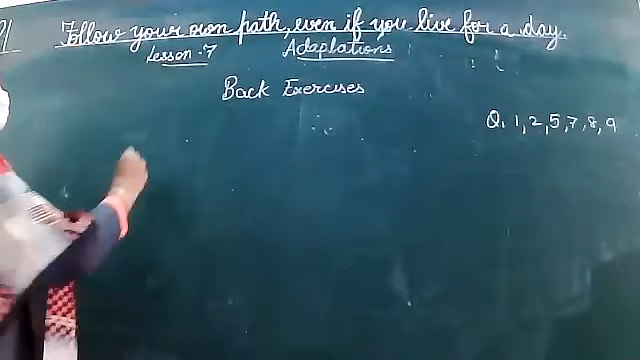 Follow your own path, even if you live for a day.
Lesson - 7 Adaptations
Back Exercises
Q. 1, 2, 5, 7, 8, 9